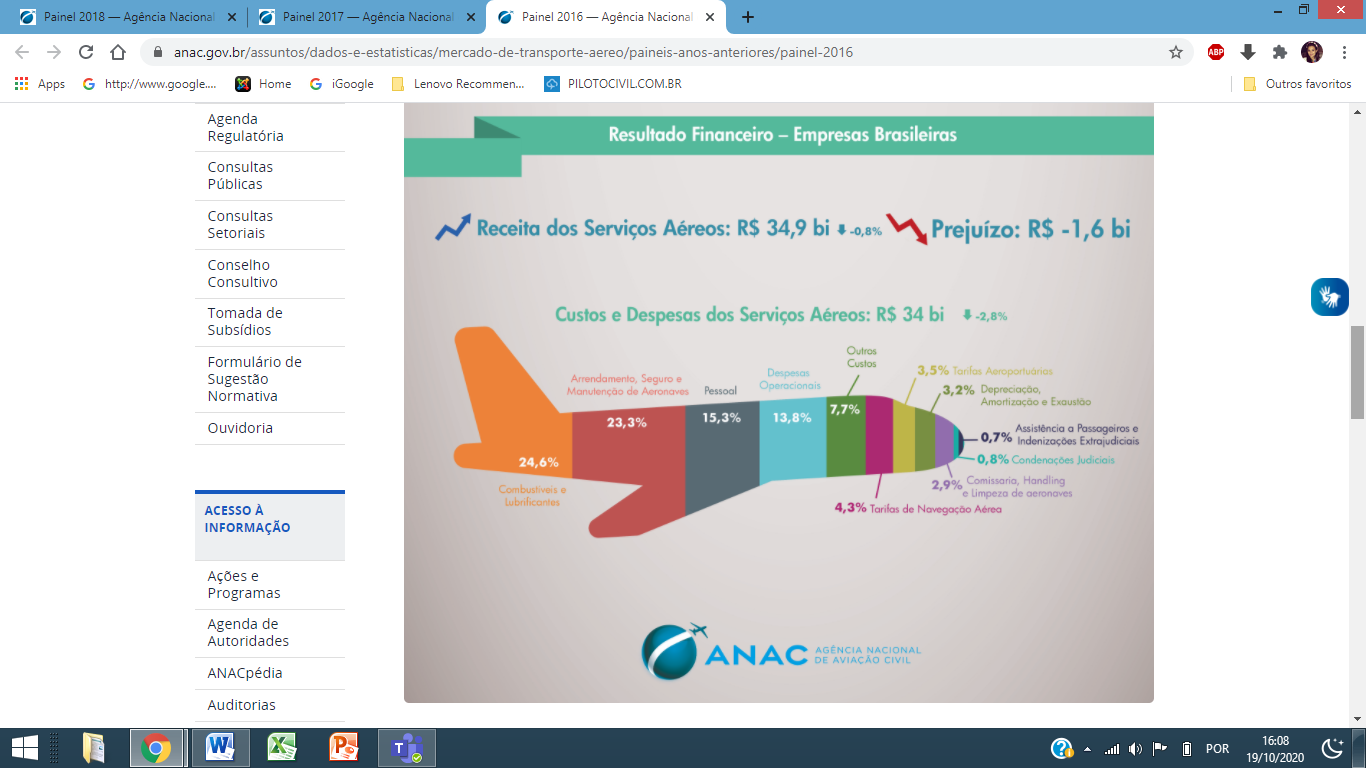 Painel 2018 — Agência Nacional
Painel 2017 — Agência Nacional
Painel 2016 — Agência Nacional
anac.gov.br/assuntos/dados-e-estatisticas/mercado-de-transporte-aereo/paineis-anos-anteriores/painel-2016
ABP
Apps
http://www.google....
Home
iGoogle
Lenovo Recommen...
PILOTOCIVIL.COM.BR
Outros favoritos
Agenda
Regulatória
Consultas
Públicas
Consultas
Setoriais
Conselho
Consultivo
Tomada de
Subsídios
Formulário de
Sugestão
Normativa
Ouvidoria
ACESSO À
INFORMAÇÃO
Ações e
Programas
Agenda de
Autoridades
ANACpédia
Auditorias
Resultado Financeiro – Empresas Brasileiras
Receita dos Serviços Aéreos: R$ 34,9 bi -0,8%
Prejuízo: R$ -1,6 bi
Custos e Despesas dos Serviços Aéreos: R$ 34 bi -2,8%
24,6%
Combustíveis e
Lubrificantes
Arrendamento, Seguro e
Manutenção de Aeronaves
23,3%
Pessoal
15,3%
Despesas
Operacionais
13,8%
Outros
Custos
7,7%
4,3% Tarifas de Navegação Aérea
3,5% Tarifas Aeroportuárias
3,2% Depreciação,
Amortização e Exaustão
2,9% Comissaria, Handling
e Limpeza de aeronaves
0,7% Assistência a Passageiros e
Indenizações Extrajudiciais
0,8% Condenações Judiciais
ANAC
AGÊNCIA NACIONAL
DE AVIAÇÃO CIVIL
POR
16:08
19/10/2020